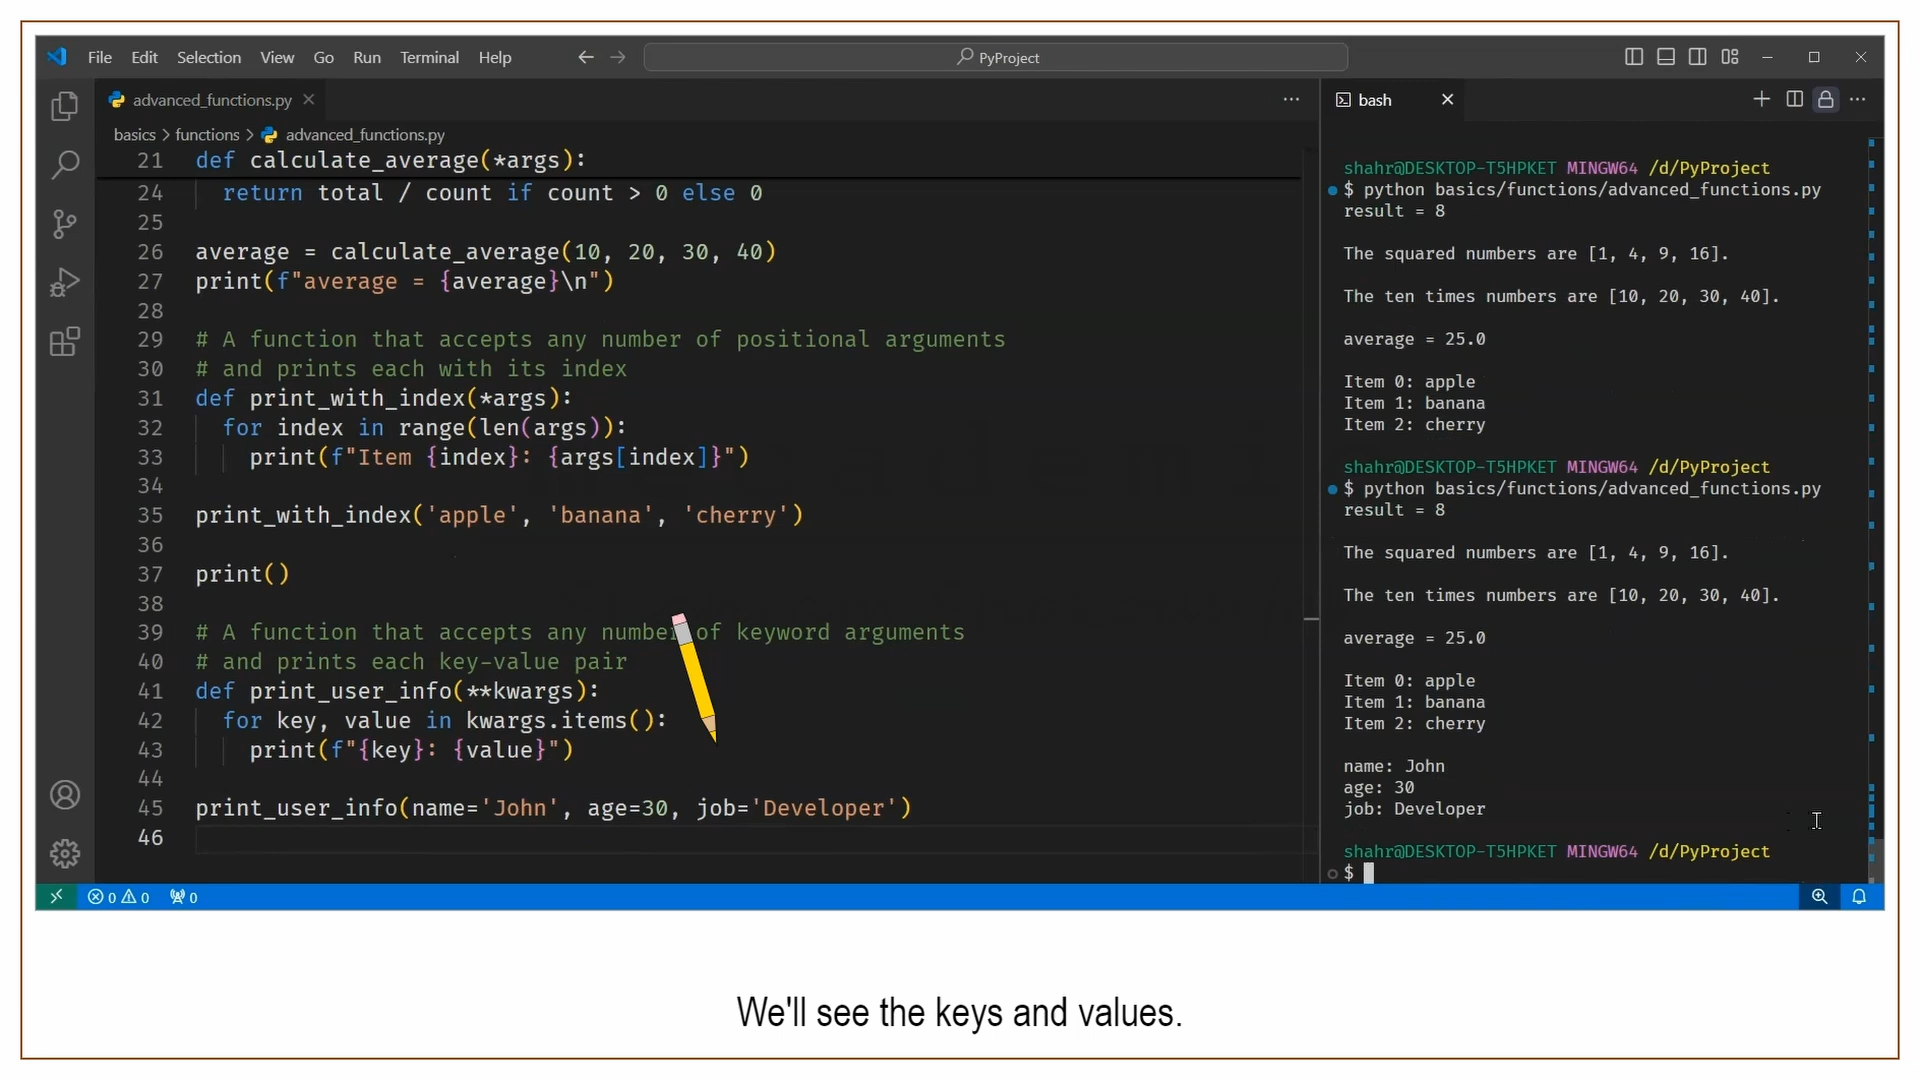 File Edit Selection View Go Run Terminal Help
PyProject
advanced_functions.py
basics > functions > advanced_functions.py
21 def calculate_average(*args):
24 return total / count if count > 0 else 0
25
26 average = calculate_average(10, 20, 30, 40)
27 print(f"average = {average}\n")
28
29 # A function that accepts any number of positional arguments
30 # and prints each with its index
31 def print_with_index(*args):
32 for index in range(len(args)):
33 print(f"Item {index}: {args[index]}")
34
35 print_with_index('apple', 'banana', 'cherry')
36
37 print()
38
39 # A function that accepts any number of keyword arguments
40 # and prints each key-value pair
41 def print_user_info(**kwargs):
42 for key, value in kwargs.items():
43 print(f"{key}: {value}")
44
45 print_user_info(name='John', age=30, job='Developer')
46
bash
shahr@DESKTOP-T5HPKET MINGW64 /d/PyProject
$ python basics/functions/advanced_functions.py
result = 8
The squared numbers are [1, 4, 9, 16].
The ten times numbers are [10, 20, 30, 40].
average = 25.0
Item 0: apple
Item 1: banana
Item 2: cherry
shahr@DESKTOP-T5HPKET MINGW64 /d/PyProject
$ python basics/functions/advanced_functions.py
result = 8
The squared numbers are [1, 4, 9, 16].
The ten times numbers are [10, 20, 30, 40].
average = 25.0
Item 0: apple
Item 1: banana
Item 2: cherry
name: John
age: 30
job: Developer
shahr@DESKTOP-T5HPKET MINGW64 /d/PyProject
$
0 0 0
We'll see the keys and values.